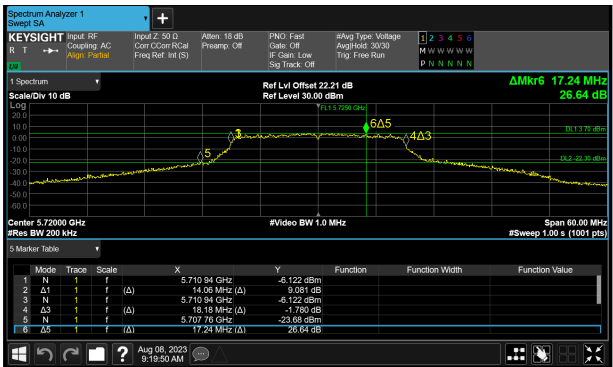 Spectrum Analyzer 1
Swept SA
KEYSIGHT Input: RF Input Z: 50 Ω Atten: 18 dB PNO: Fast #Avg Type: Voltage 1 2 3 4 5 6
R T Coupling: AC Corr CCorr RCal Preamp: Off Gate: Off Avg|Hold: 30/30 M W W W W W
Align: Partial Freq Ref: Int (S) IF Gain: Low Trig: Free Run
Sig Track: Off P N N N N N
1 Spectrum Ref Lvl Offset 22.21 dB ΔMkr6 17.24 MHz
Scale/Div 10 dB Ref Level 30.00 dBm 26.64 dB
Log
FL1 5.7250 GHz
20.0
10.0 6Δ5 DL1 3.70 dBm
0.00 4Δ3
-10.0
-20.0 5 DL2 -22.30 dBm
-30.0
-40.0
-50.0
-60.0
Center 5.72000 GHz #Video BW 1.0 MHz Span 60.00 MHz
#Res BW 200 kHz #Sweep 1.00 s (1001 pts)
5 Marker Table
Mode Trace Scale X Y Function Function Width Function Value
1 N 1 f 5.710 94 GHz -6.122 dBm
2 Δ1 1 f (Δ) 14.06 MHz (Δ) 9.081 dB
3 N 1 f 5.710 94 GHz -6.122 dBm
4 Δ3 1 f (Δ) 18.18 MHz (Δ) -1.780 dB
5 N 1 f 5.707 76 GHz -23.68 dBm
6 Δ5 1 f (Δ) 17.24 MHz (Δ) 26.64 dB
? Aug 08, 2023
9:19:50 AM